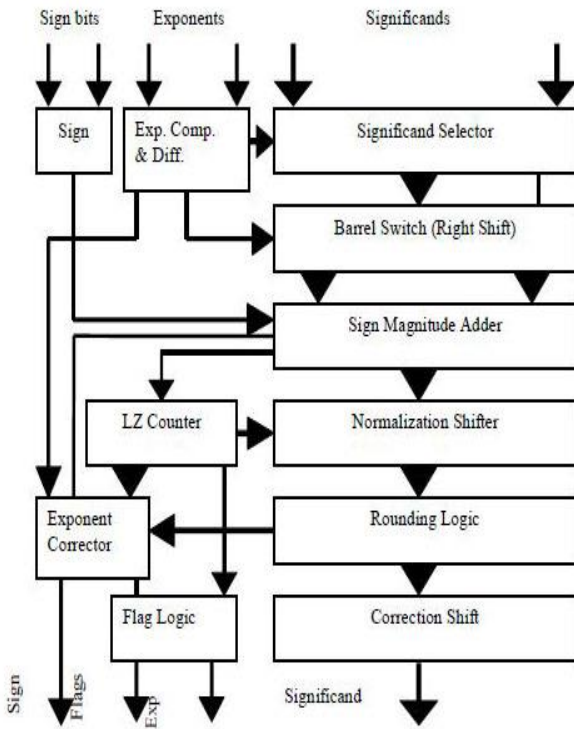 Sign bits
Exponents
Significands
Sign
Exp. Comp.
& Diff.
Significand Selector
Barrel Switch (Right Shift)
Sign Magnitude Adder
LZ Counter
Normalization Shifter
Exponent
Corrector
Rounding Logic
Flag Logic
Correction Shift
Sign
Flags
Exp
Significand